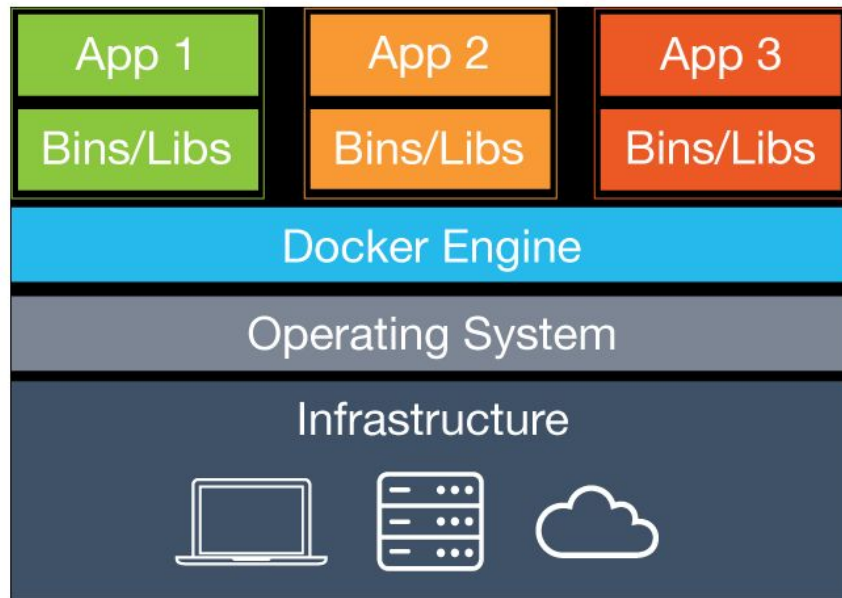 App 1
App 2
App 3
Bins/Libs
Bins/Libs
Bins/Libs
Docker Engine
Operating System
Infrastructure